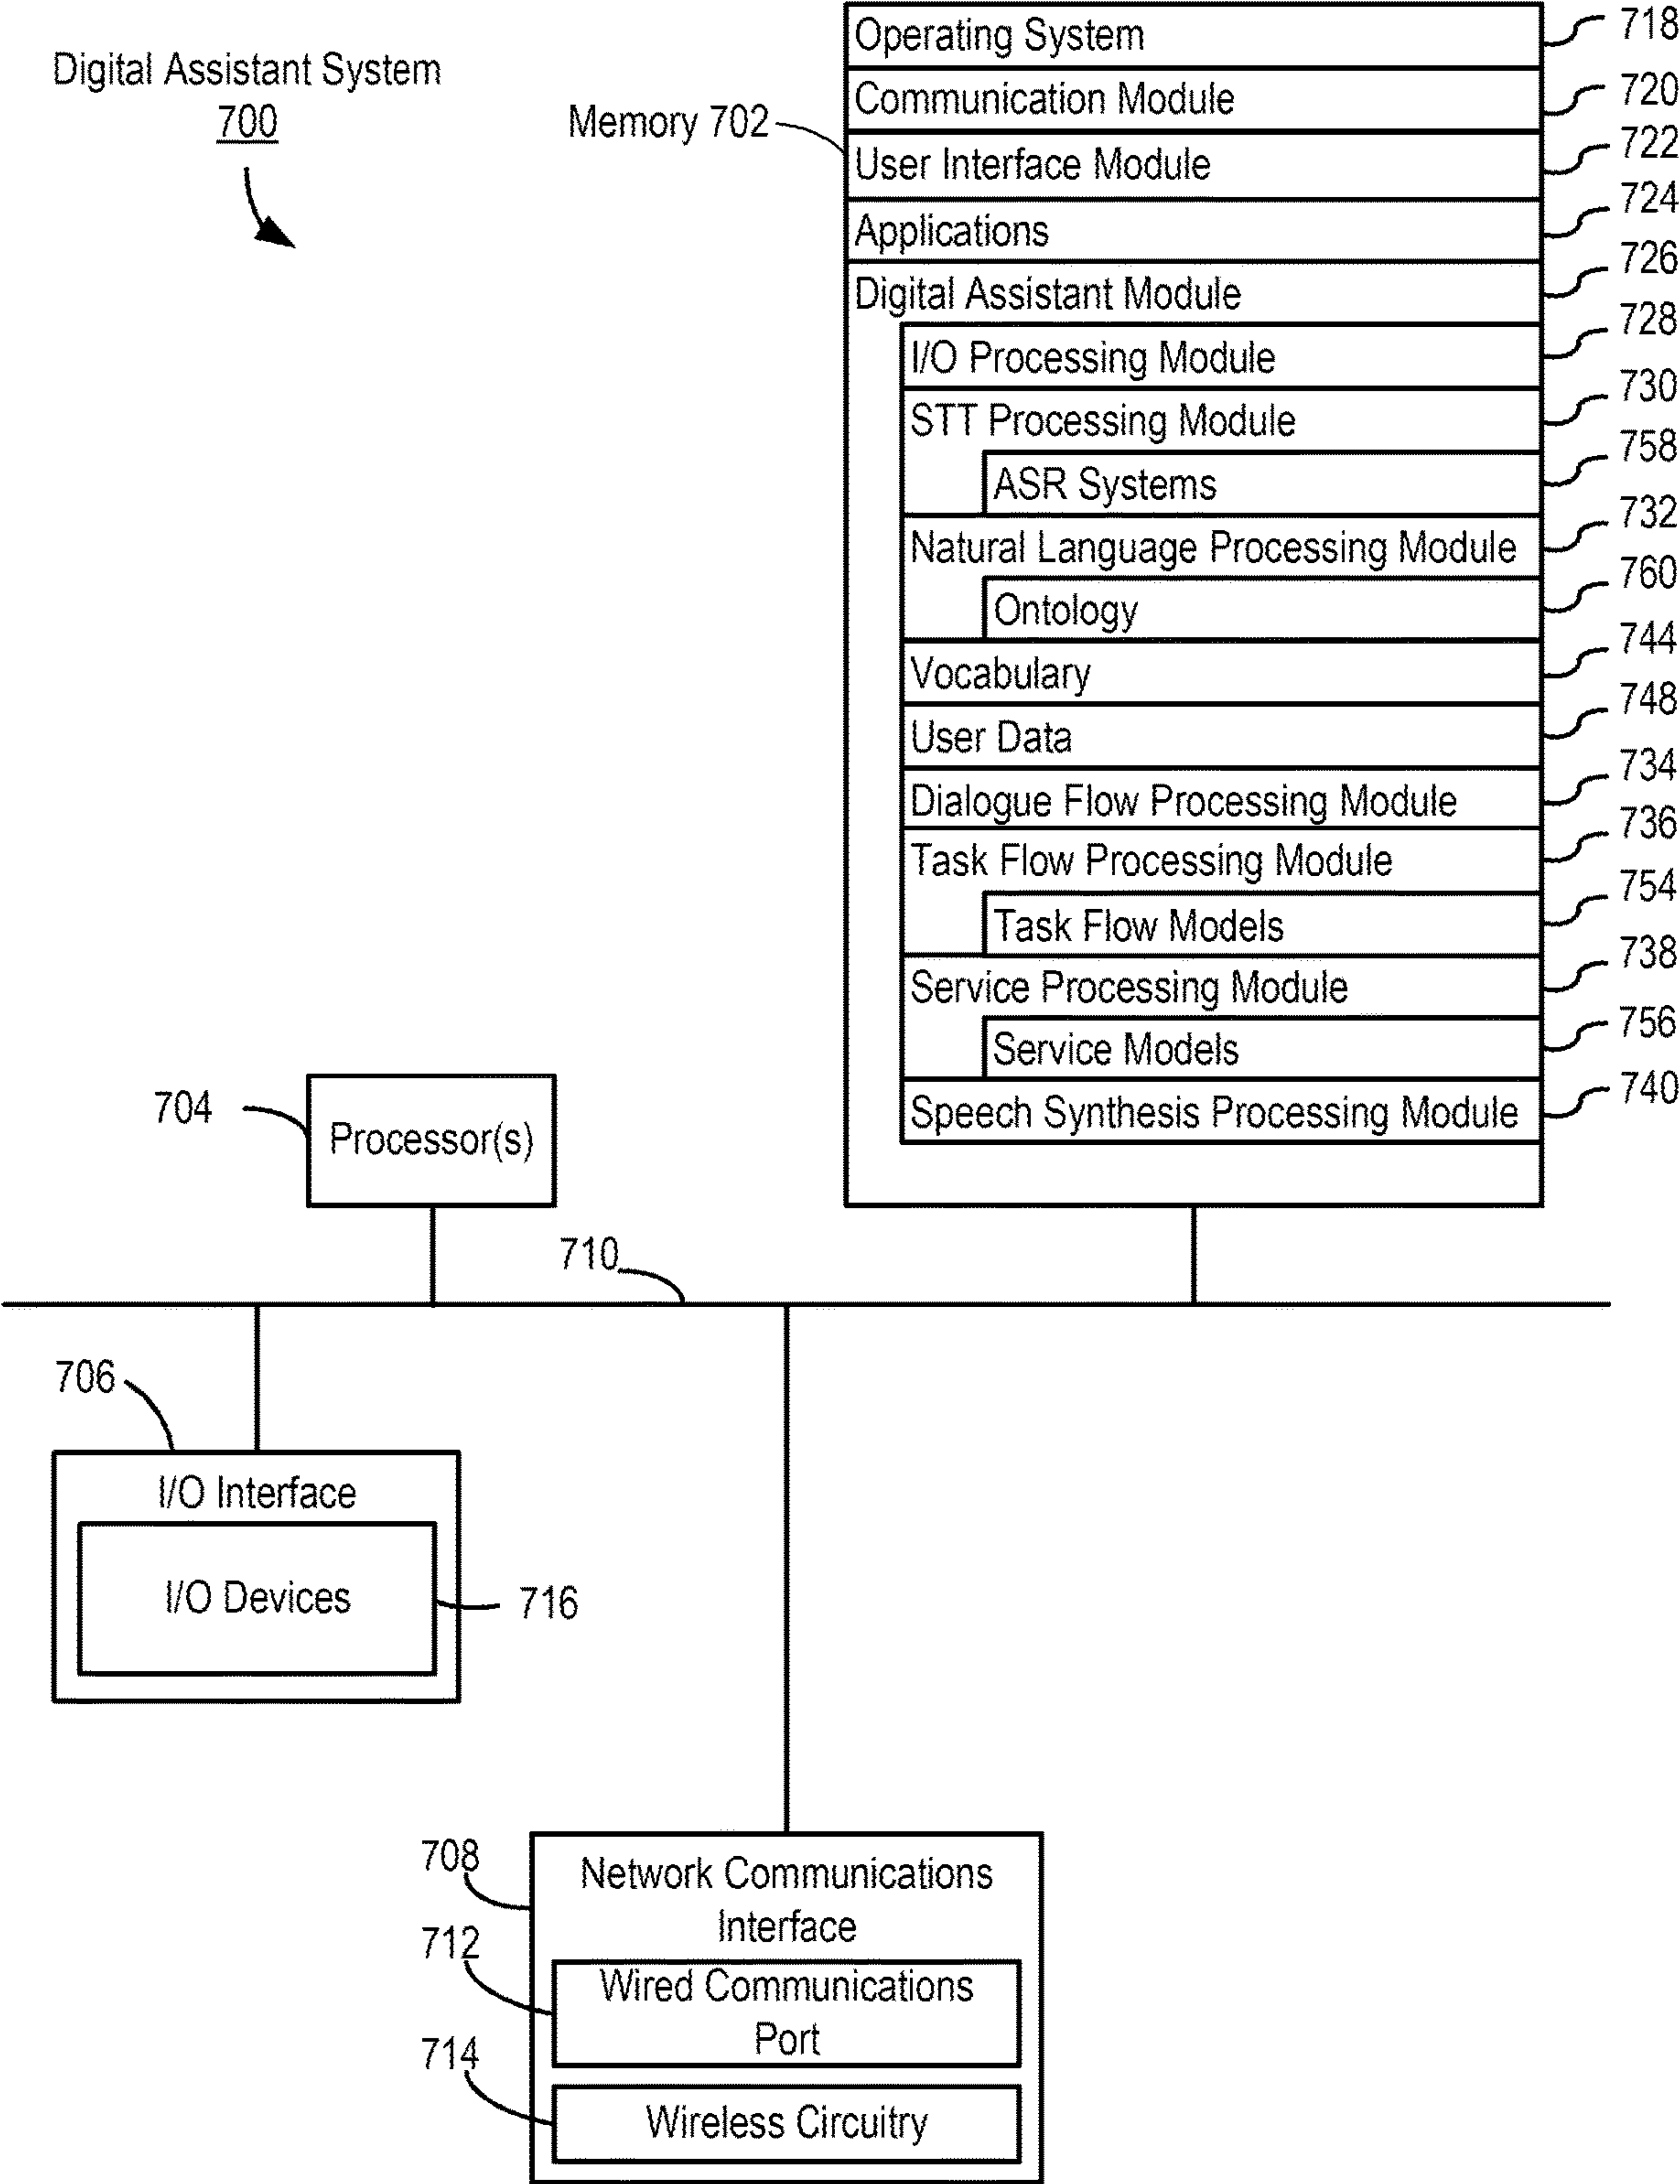 Digital Assistant System
700
Memory 702
Operating System 718
Communication Module 720
User Interface Module 722
Applications 724
Digital Assistant Module 726
I/O Processing Module 728
STT Processing Module 730
ASR Systems 758
Natural Language Processing Module 732
Ontology 760
Vocabulary 744
User Data 748
Dialogue Flow Processing Module 734
Task Flow Processing Module 736
Task Flow Models 754
Service Processing Module 738
Service Models 756
Speech Synthesis Processing Module 740
704
Processor(s)
710
706
I/O Interface
I/O Devices
716
708
Network Communications
Interface
712
Wired Communications
Port
714
Wireless Circuitry